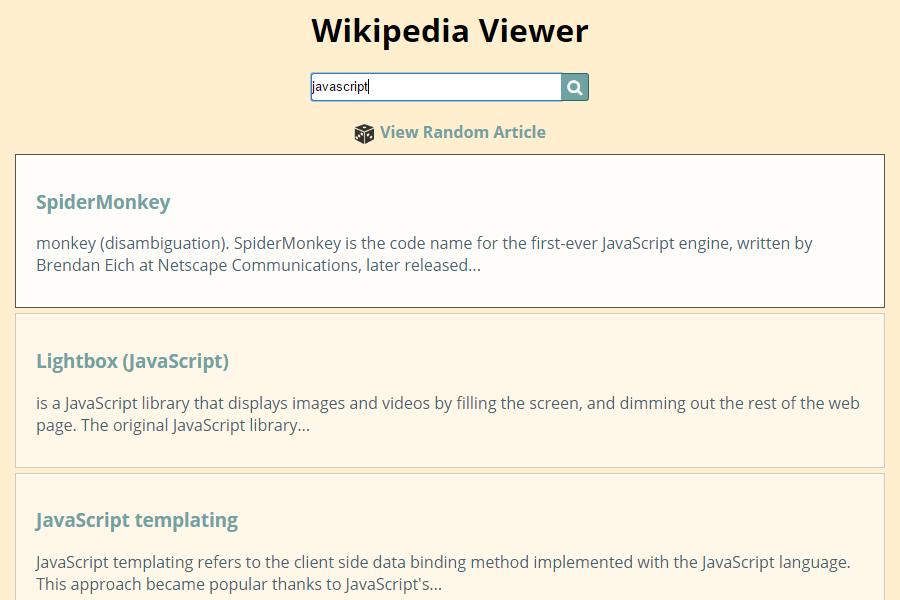 Wikipedia Viewer
javascript
View Random Article
SpiderMonkey
monkey (disambiguation). SpiderMonkey is the code name for the first-ever JavaScript engine, written by
Brendan Eich at Netscape Communications, later released...
Lightbox (JavaScript)
is a JavaScript library that displays images and videos by filling the screen, and dimming out the rest of the web
page. The original JavaScript library...
JavaScript templating
JavaScript templating refers to the client side data binding method implemented with the JavaScript language.
This approach became popular thanks to JavaScript's...